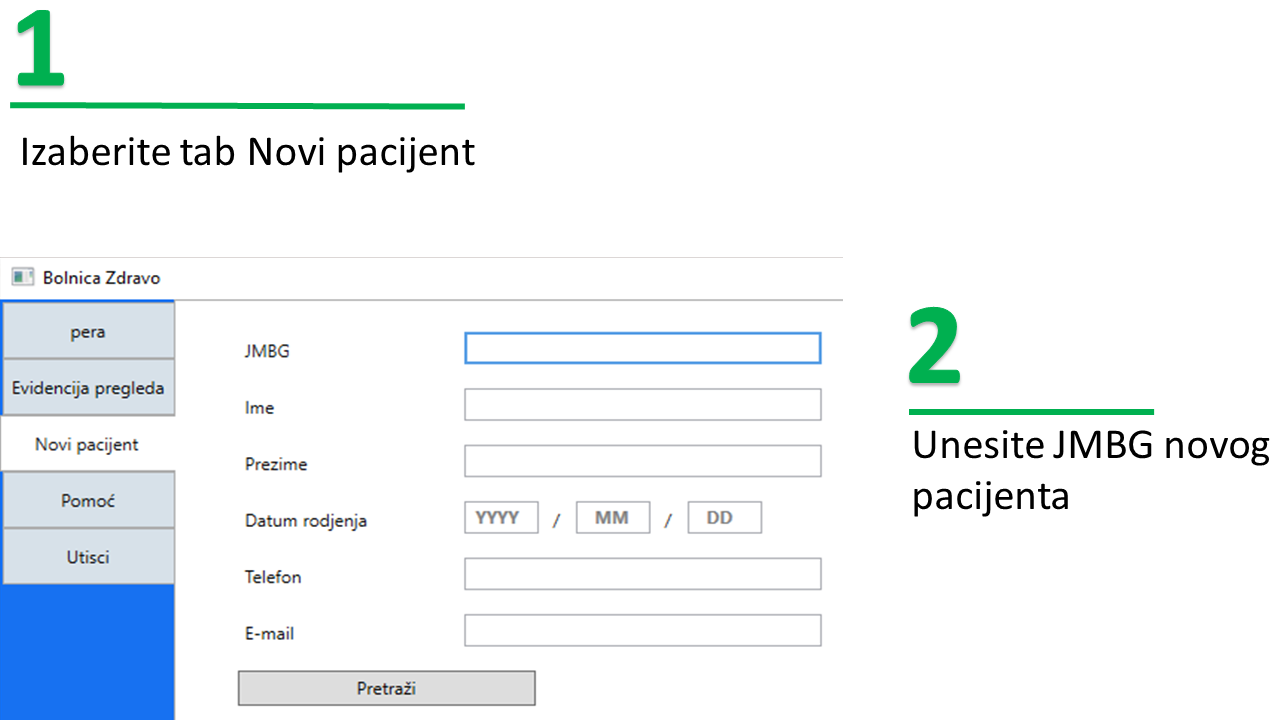 1
Izaberite tab Novi pacijent
Bolnica Zdravo
pera
Evidencija pregleda
Novi pacijent
Pomoć
Utisci
JMBG
Ime
Prezime
Datum rodjenja YYYY / MM / DD
Telefon
E-mail
Pretraži
2
Unesite JMBG novog
pacijenta